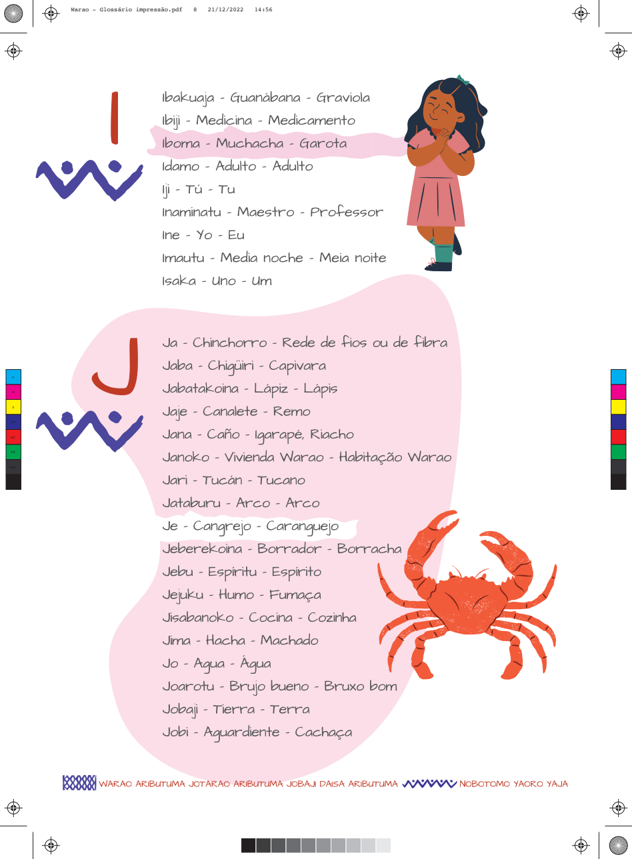 Warao - Glossário impressão.pdf 8 21/12/2022 14:56
I
Ibakuaja - Guanábana - Graviola
Ibiji - Medicina - Medicamento
Iboma - Muchacha - Garota
Idamo - Adulto - Adulto
Iji - Tú - Tu
Inaminatu - Maestro - Professor
Ine - Yo - Eu
Imautu - Media noche - Meia noite
Isaka - Uno - Um
J
Ja - Chinchorro - Rede de fios ou de fibra
Jaba - Chigüiri - Capivara
Jabatakoina - Lápiz - Lápis
Jaje - Canalete - Remo
Jana - Caño - Igarapé, Riacho
Janoko - Vivienda Warao - Habitação Warao
Jari - Tucán - Tucano
Jataburu - Arco - Arco
Je - Cangrejo - Caranguejo
Jeberekoina - Borrador - Borracha
Jebu - Espíritu - Espírito
Jejuku - Humo - Fumaça
Jisabanoko - Cocina - Cozinha
Jima - Hacha - Machado
Jo - Agua - Água
Joarotu - Brujo bueno - Bruxo bom
Jobaji - Tierra - Terra
Jobi - Aguardiente - Cachaça
WARAO ARIBUTUMA JOTARAO ARIBUTUMA JOBAJI DAISA ARIBUTUMA NOBOTOMO YAORO YAJA